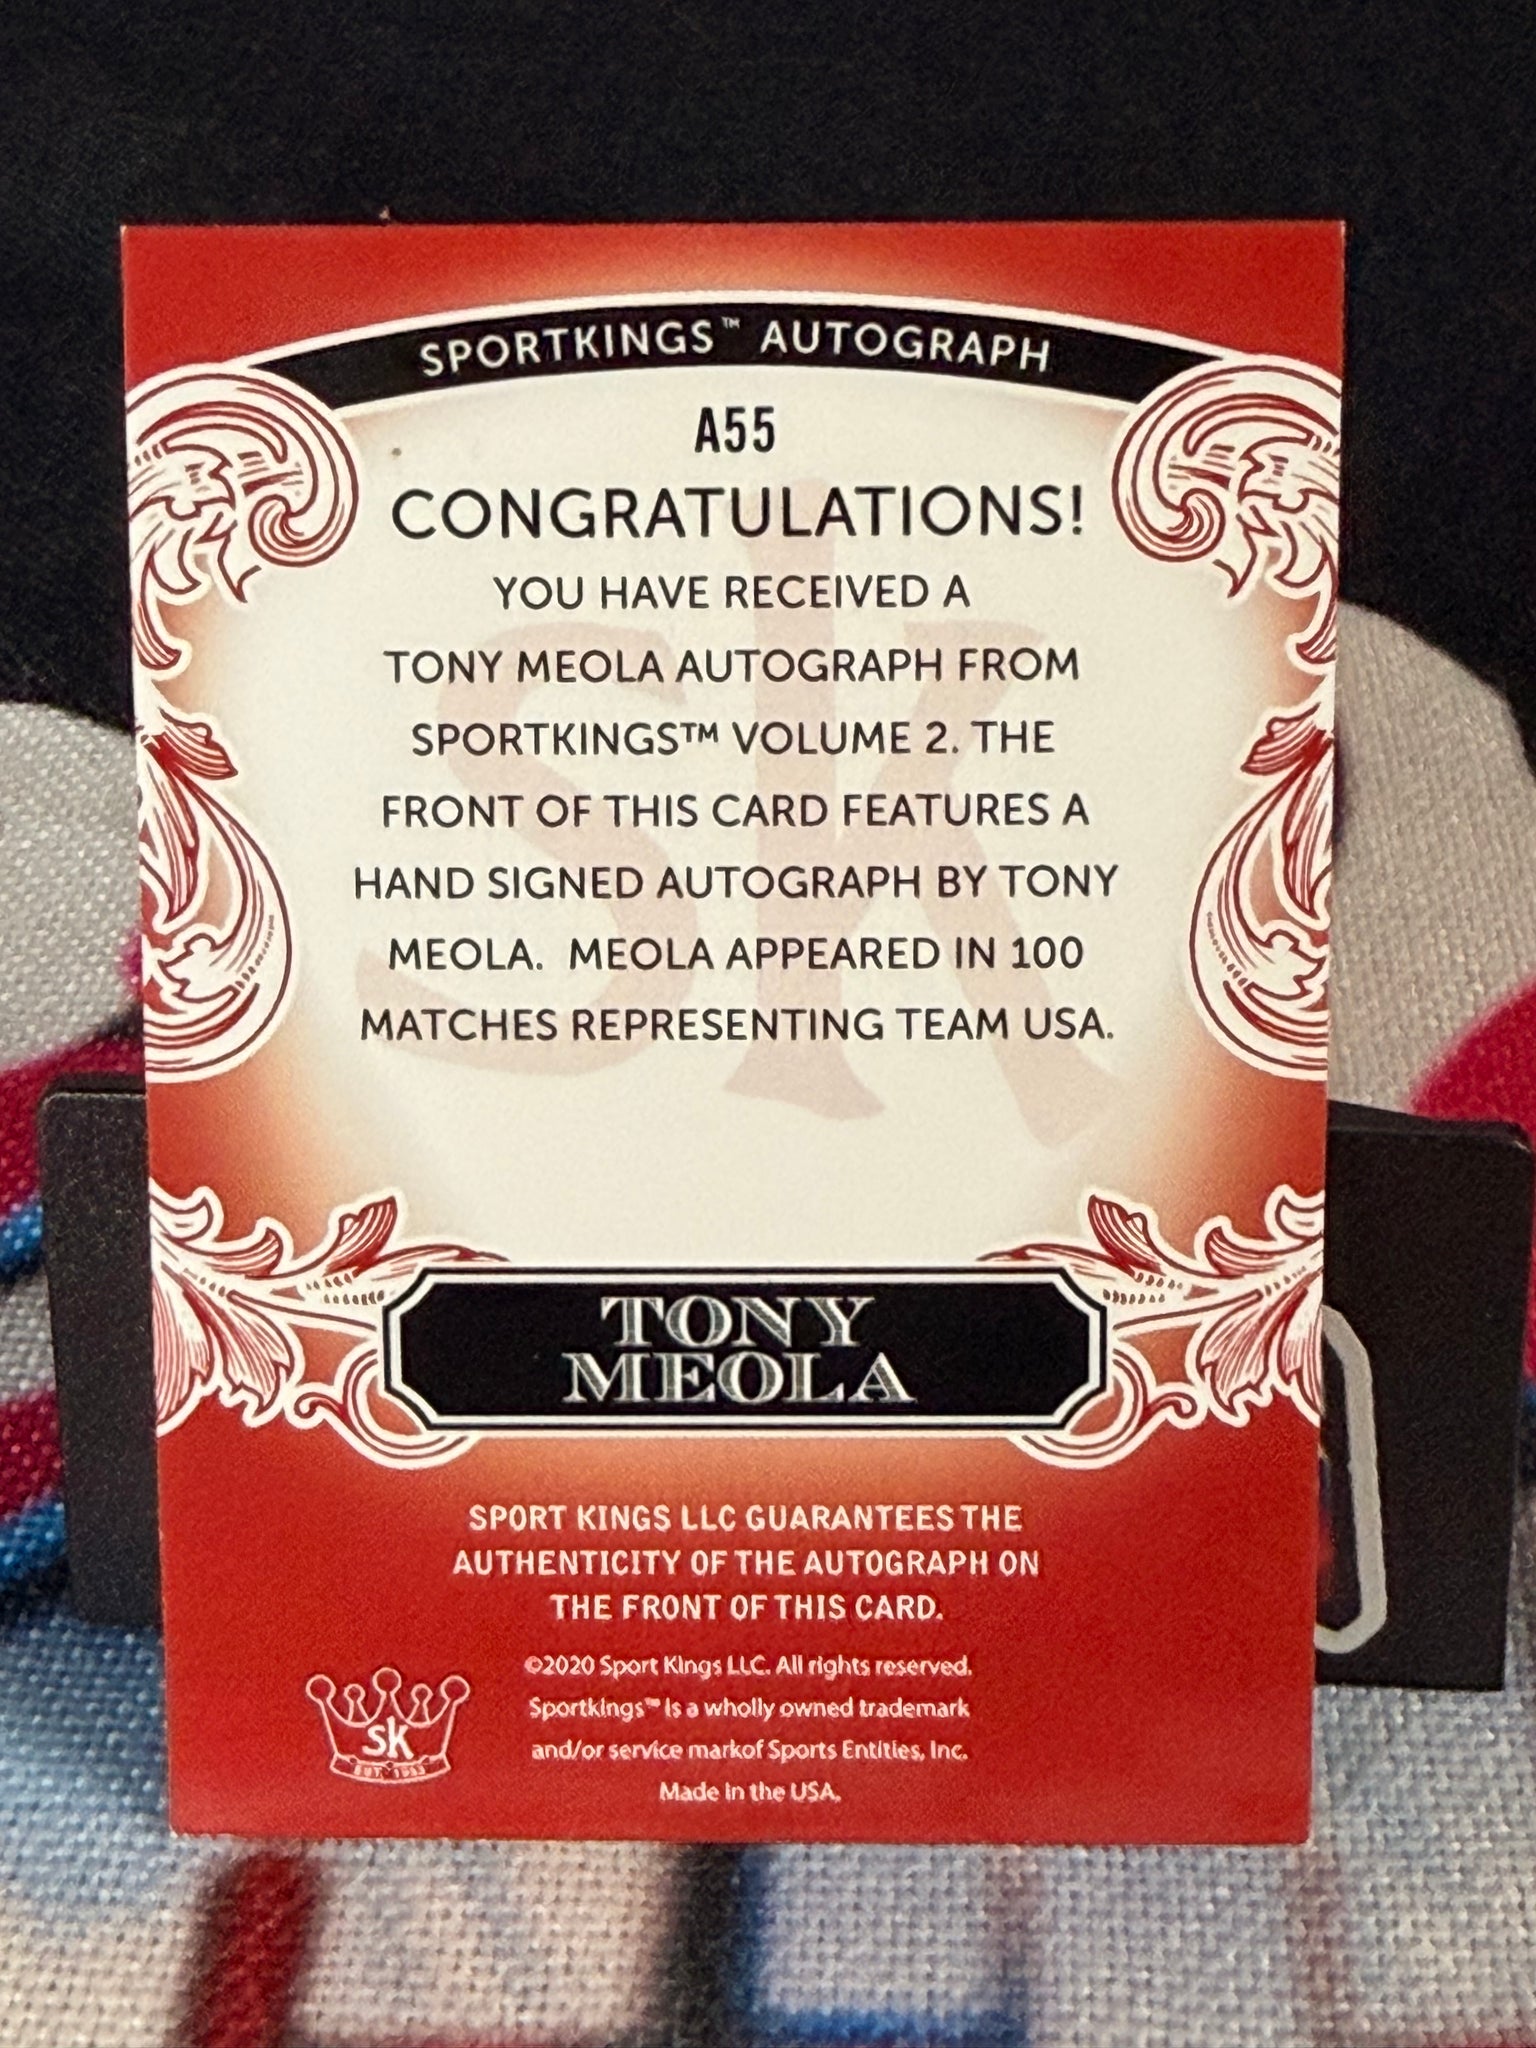 SPORTKINGS™ AUTOGRAPH
A55
CONGRATULATIONS!
YOU HAVE RECEIVED A
TONY MEOLA AUTOGRAPH FROM
SPORTKINGS™ VOLUME 2. THE
FRONT OF THIS CARD FEATURES A
HAND SIGNED AUTOGRAPH BY TONY
MEOLA. MEOLA APPEARED IN 100
MATCHES REPRESENTING TEAM USA.
TONY
MEOLA
SPORT KINGS LLC GUARANTEES THE
AUTHENTICITY OF THE AUTOGRAPH ON
THE FRONT OF THIS CARD.
©2020 Sport Kings LLC. All rights reserved.
Sportkings™ is a wholly owned trademark
and/or service markof Sports Entities, Inc.
Made in the USA.
sk
EST. 1953